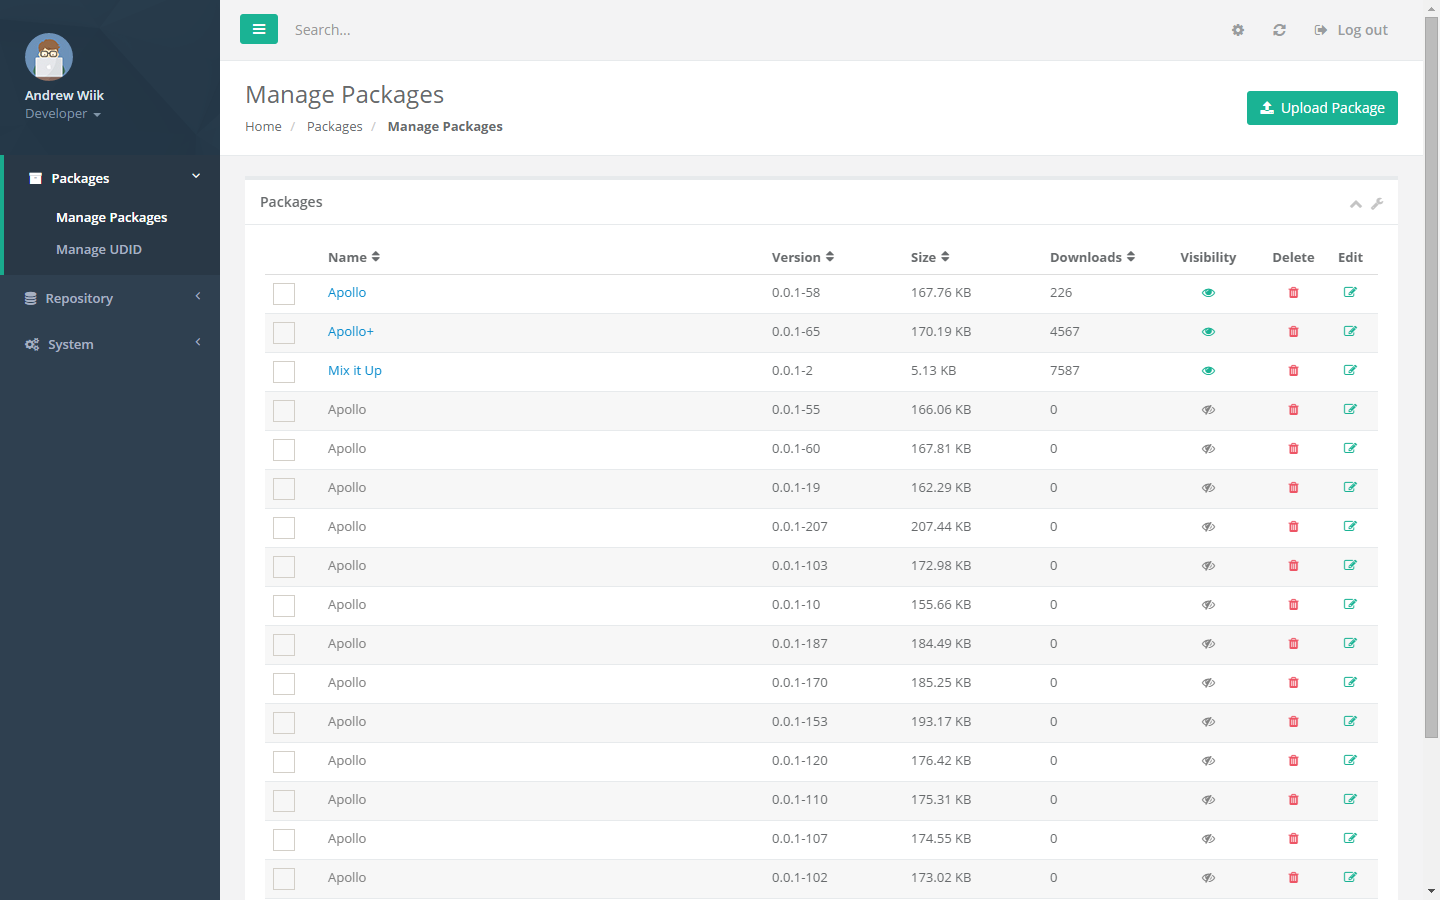 Andrew Wiik
Developer
Packages
Manage Packages
Manage UDID
Repository
System
Search...
Log out
Manage Packages
Home / Packages / Manage Packages
Upload Package
Packages
Name Version Size Downloads Visibility Delete Edit
Apollo 0.0.1-58 167.76 KB 226
Apollo+ 0.0.1-65 170.19 KB 4567
Mix it Up 0.0.1-2 5.13 KB 7587
Apollo 0.0.1-55 166.06 KB 0
Apollo 0.0.1-60 167.81 KB 0
Apollo 0.0.1-19 162.29 KB 0
Apollo 0.0.1-207 207.44 KB 0
Apollo 0.0.1-103 172.98 KB 0
Apollo 0.0.1-10 155.66 KB 0
Apollo 0.0.1-187 184.49 KB 0
Apollo 0.0.1-170 185.25 KB 0
Apollo 0.0.1-153 193.17 KB 0
Apollo 0.0.1-120 176.42 KB 0
Apollo 0.0.1-110 175.31 KB 0
Apollo 0.0.1-107 174.55 KB 0
Apollo 0.0.1-102 173.02 KB 0